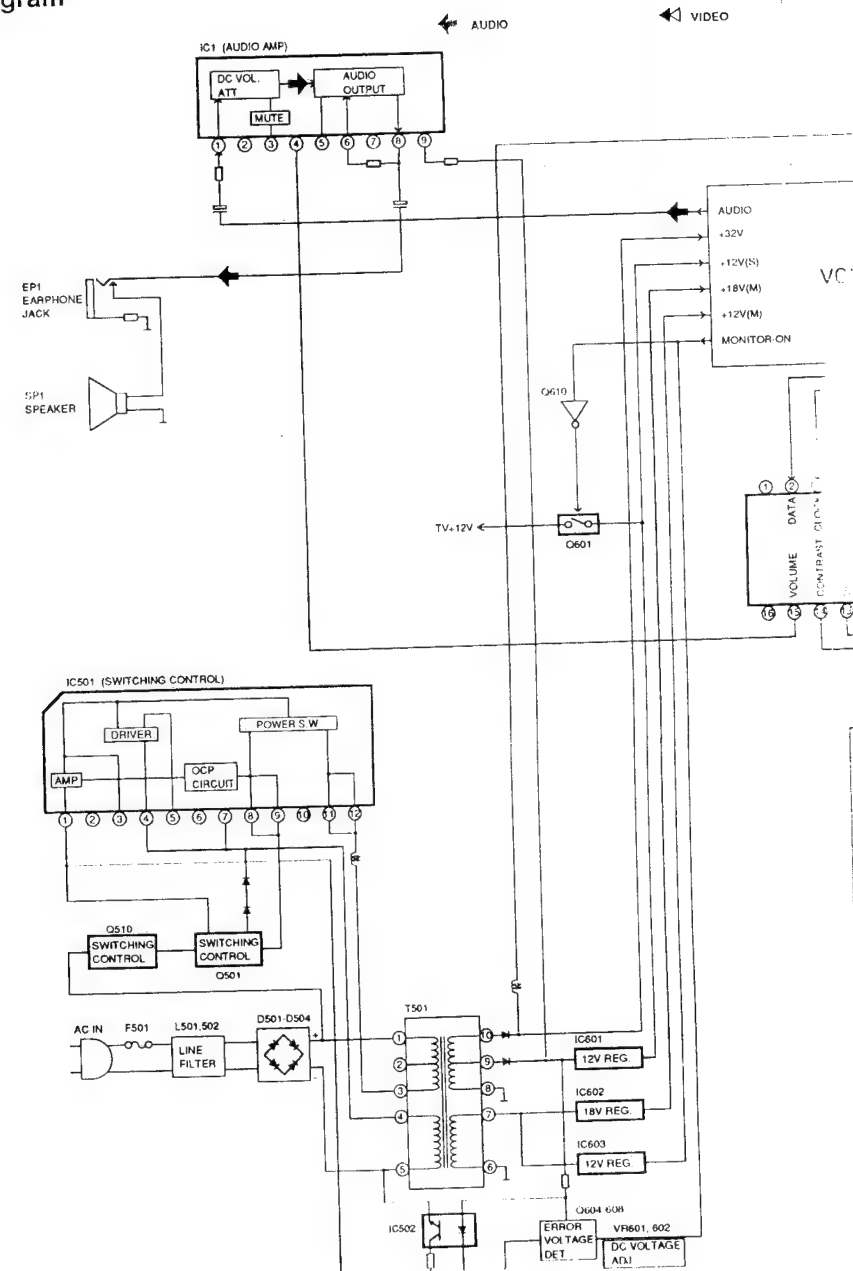 gram
AUDIO
VIDEO
IC1 (AUDIO AMP)
DC VOL.
ATT
AUDIO
OUTPUT
MUTE
1 2 3 4 5 6 7 8 9
AUDIO
+32V
+12V(S)
+18V(M)
+12V(M)
MONITOR-ON
EP1
EARPHONE
JACK
SP1
SPEAKER
Q610
TV+12V
Q601
1 2
DATA
CLOCK
VOLUME
CONTRAST
16 15 14 13
IC501 (SWITCHING CONTROL)
POWER S.W
DRIVER
OCP
CIRCUIT
AMP
1 2 3 4 5 6 7 8 9 10 11 12
Q510
SWITCHING
CONTROL
SWITCHING
CONTROL
Q501
AC IN
F501
L501,502
LINE
FILTER
D501-D504
+
T501
1
2
3
4
5
10
9
8
7
6
IC601
12V REG.
IC602
18V REG.
IC603
12V REG.
IC502
Q604-608
ERROR
VOLTAGE
DET
VR601, 602
DC VOLTAGE
ADJ